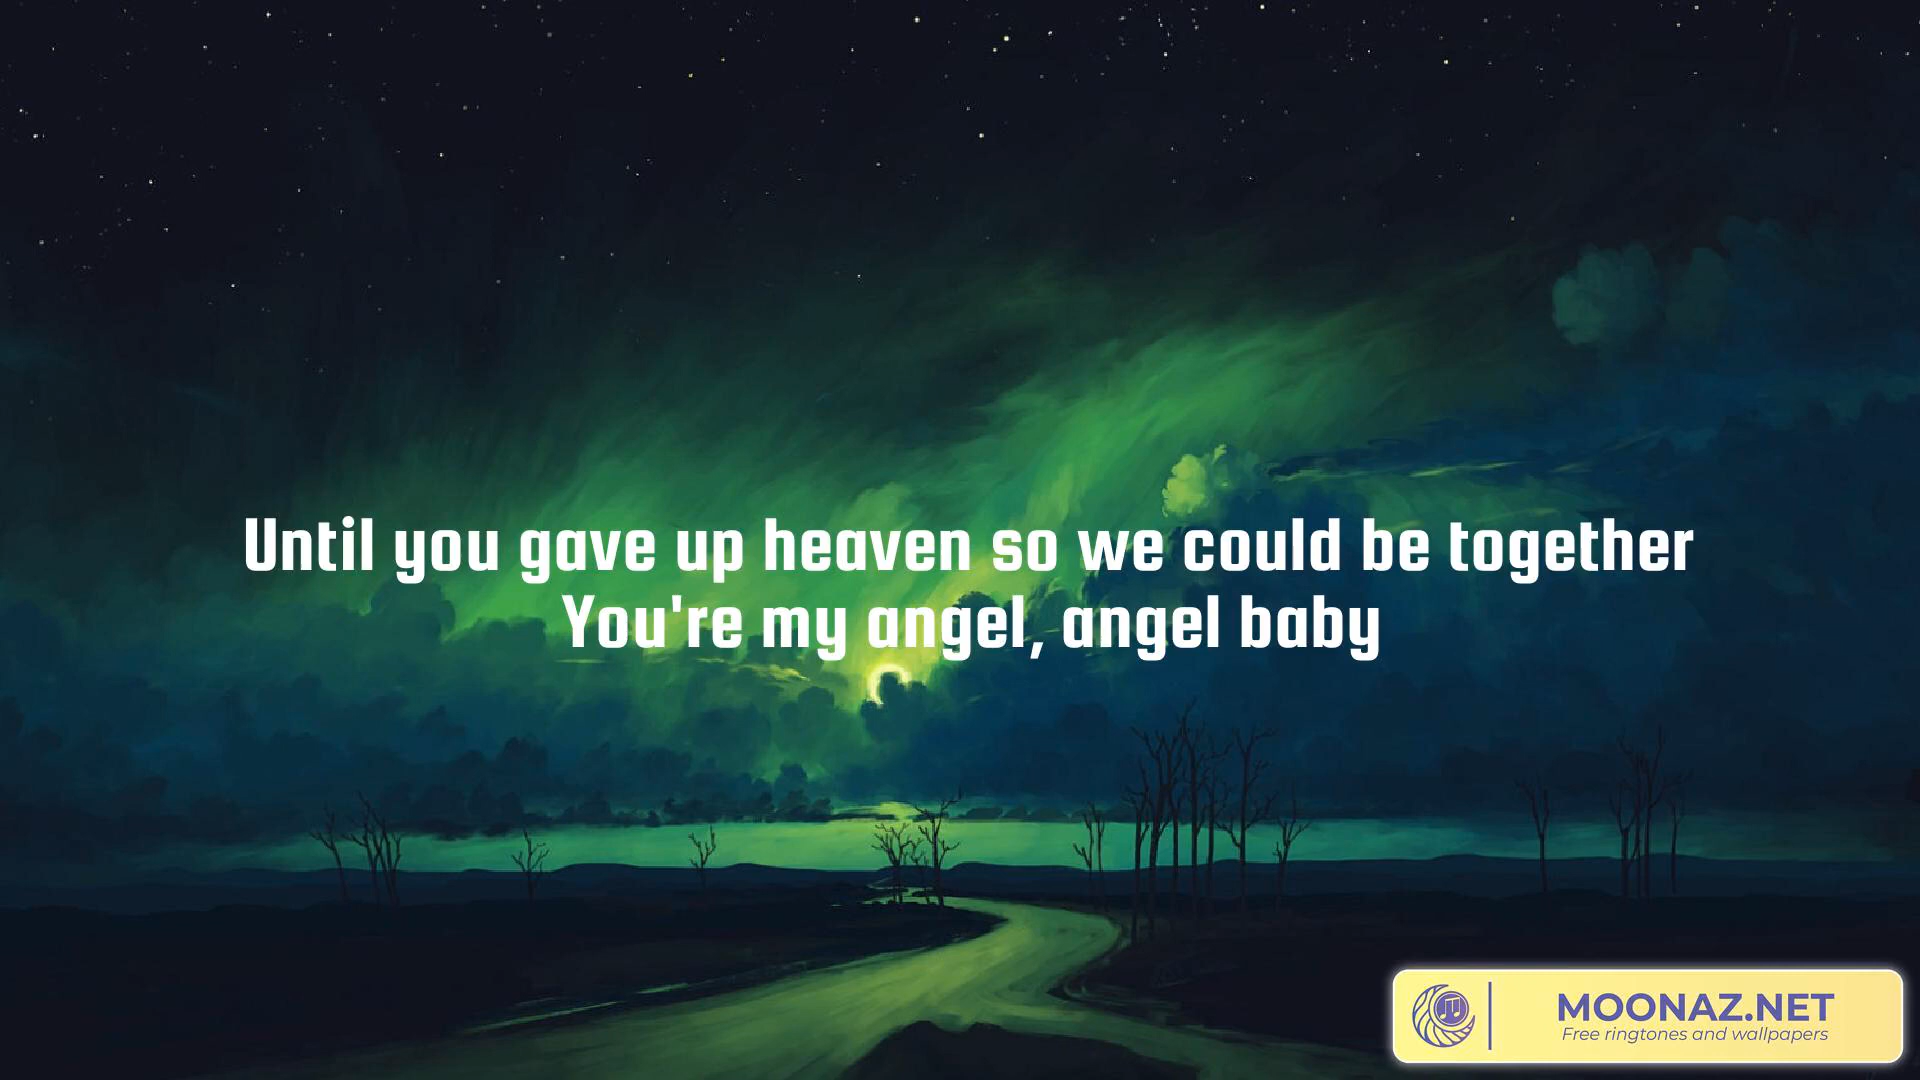 Until you gave up heaven so we could be together
You're my angel, angel baby
MOONAZ.NET
Free ringtones and wallpapers